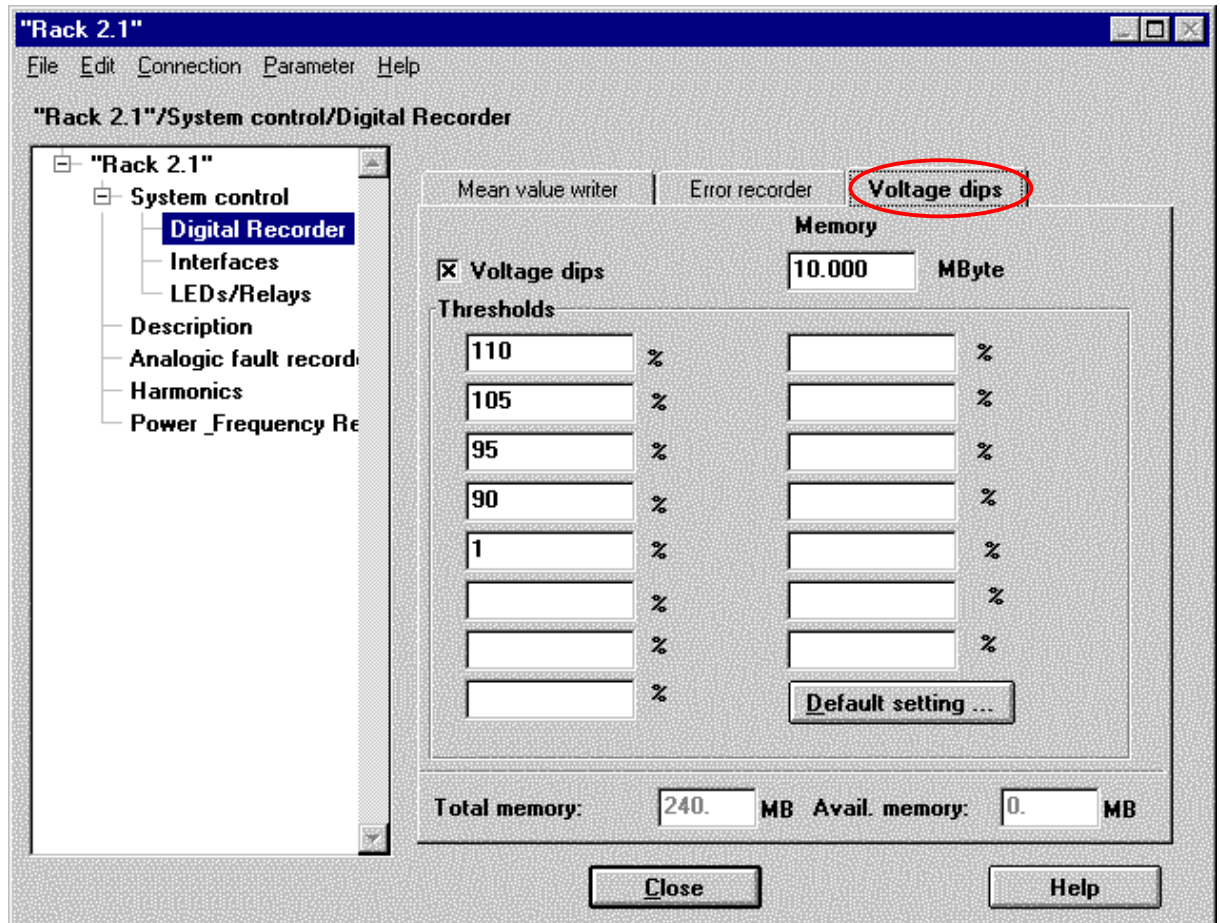 "Rack 2.1"
File Edit Connection Parameter Help
"Rack 2.1"/System control/Digital Recorder
"Rack 2.1"
System control
Digital Recorder
Interfaces
LEDs/Relays
Description
Analogic fault record
Harmonics
Power _Frequency Re
Mean value writer Error recorder Voltage dips
Memory
Voltage dips 10.000 MByte
Thresholds
110 % %
105 % %
95 % %
90 % %
1 % %
% %
% %
% Default setting ...
Total memory: 240. MB Avail. memory: 0. MB
Close Help